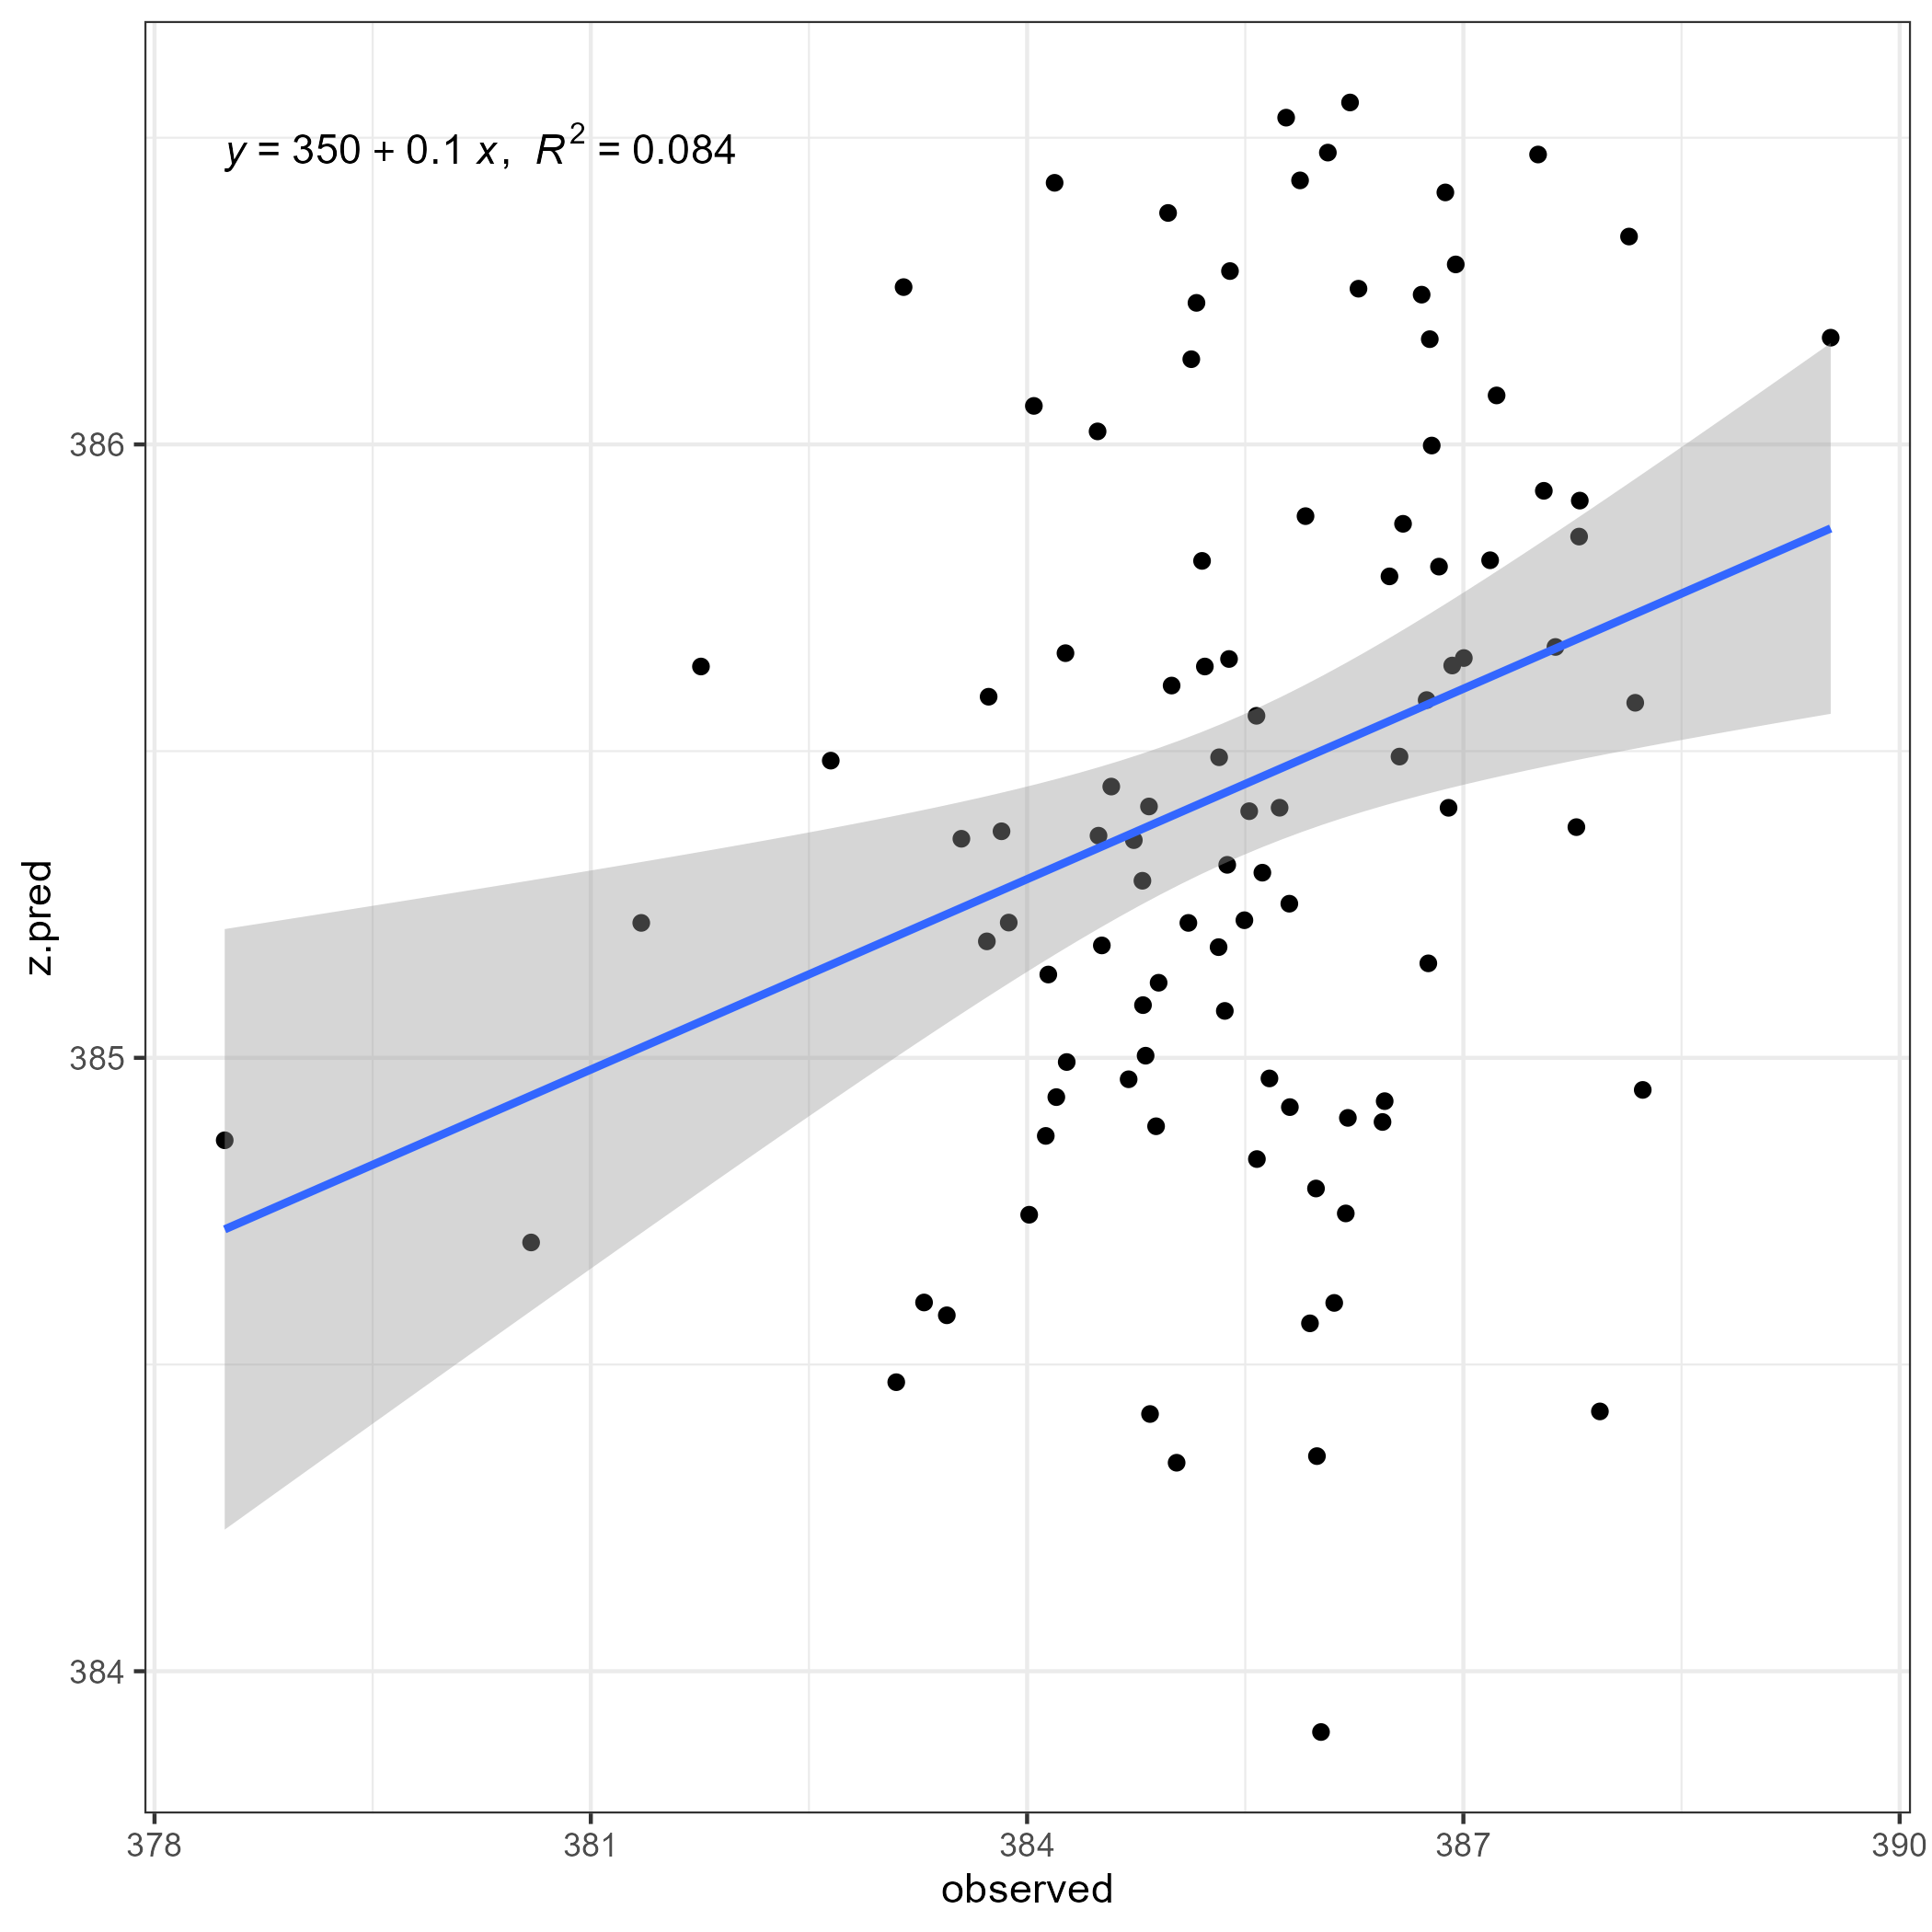 y = 350 + 0.1 x, R² = 0.084
386
385
384
z.pred
378 381 384 387 390
observed